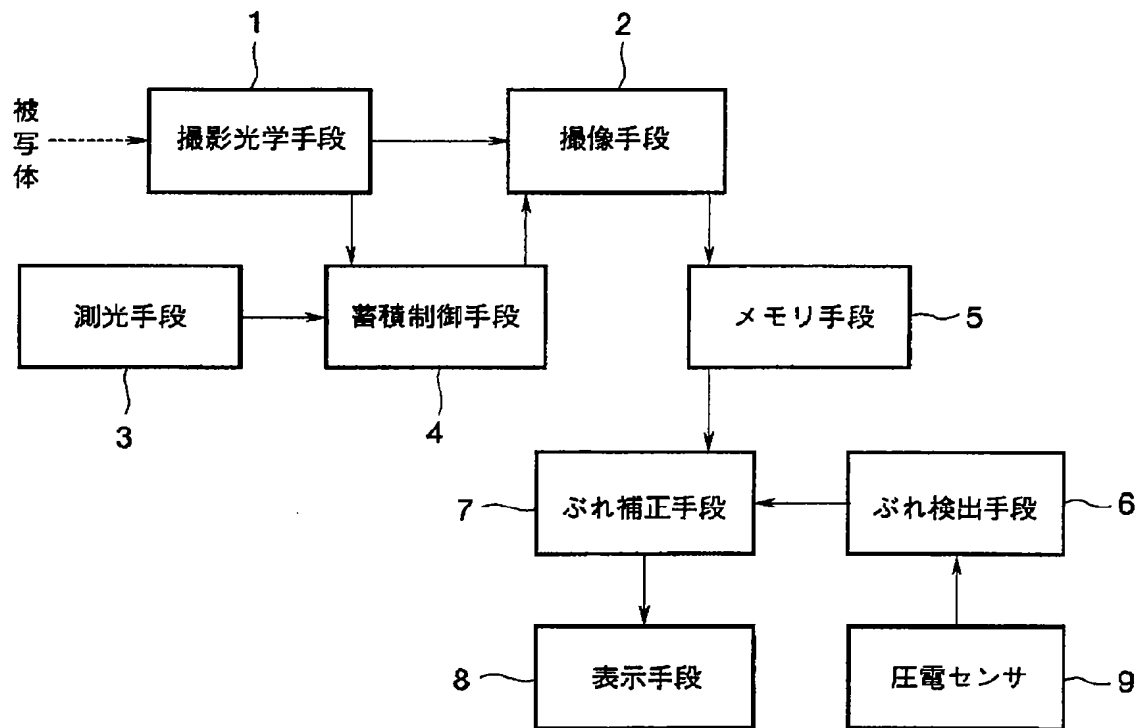 1
2
被写体
撮影光学手段
撮像手段
測光手段
蓄積制御手段
メモリ手段
5
3
4
7
ぶれ補正手段
ぶれ検出手段
6
8
表示手段
圧電センサ
9